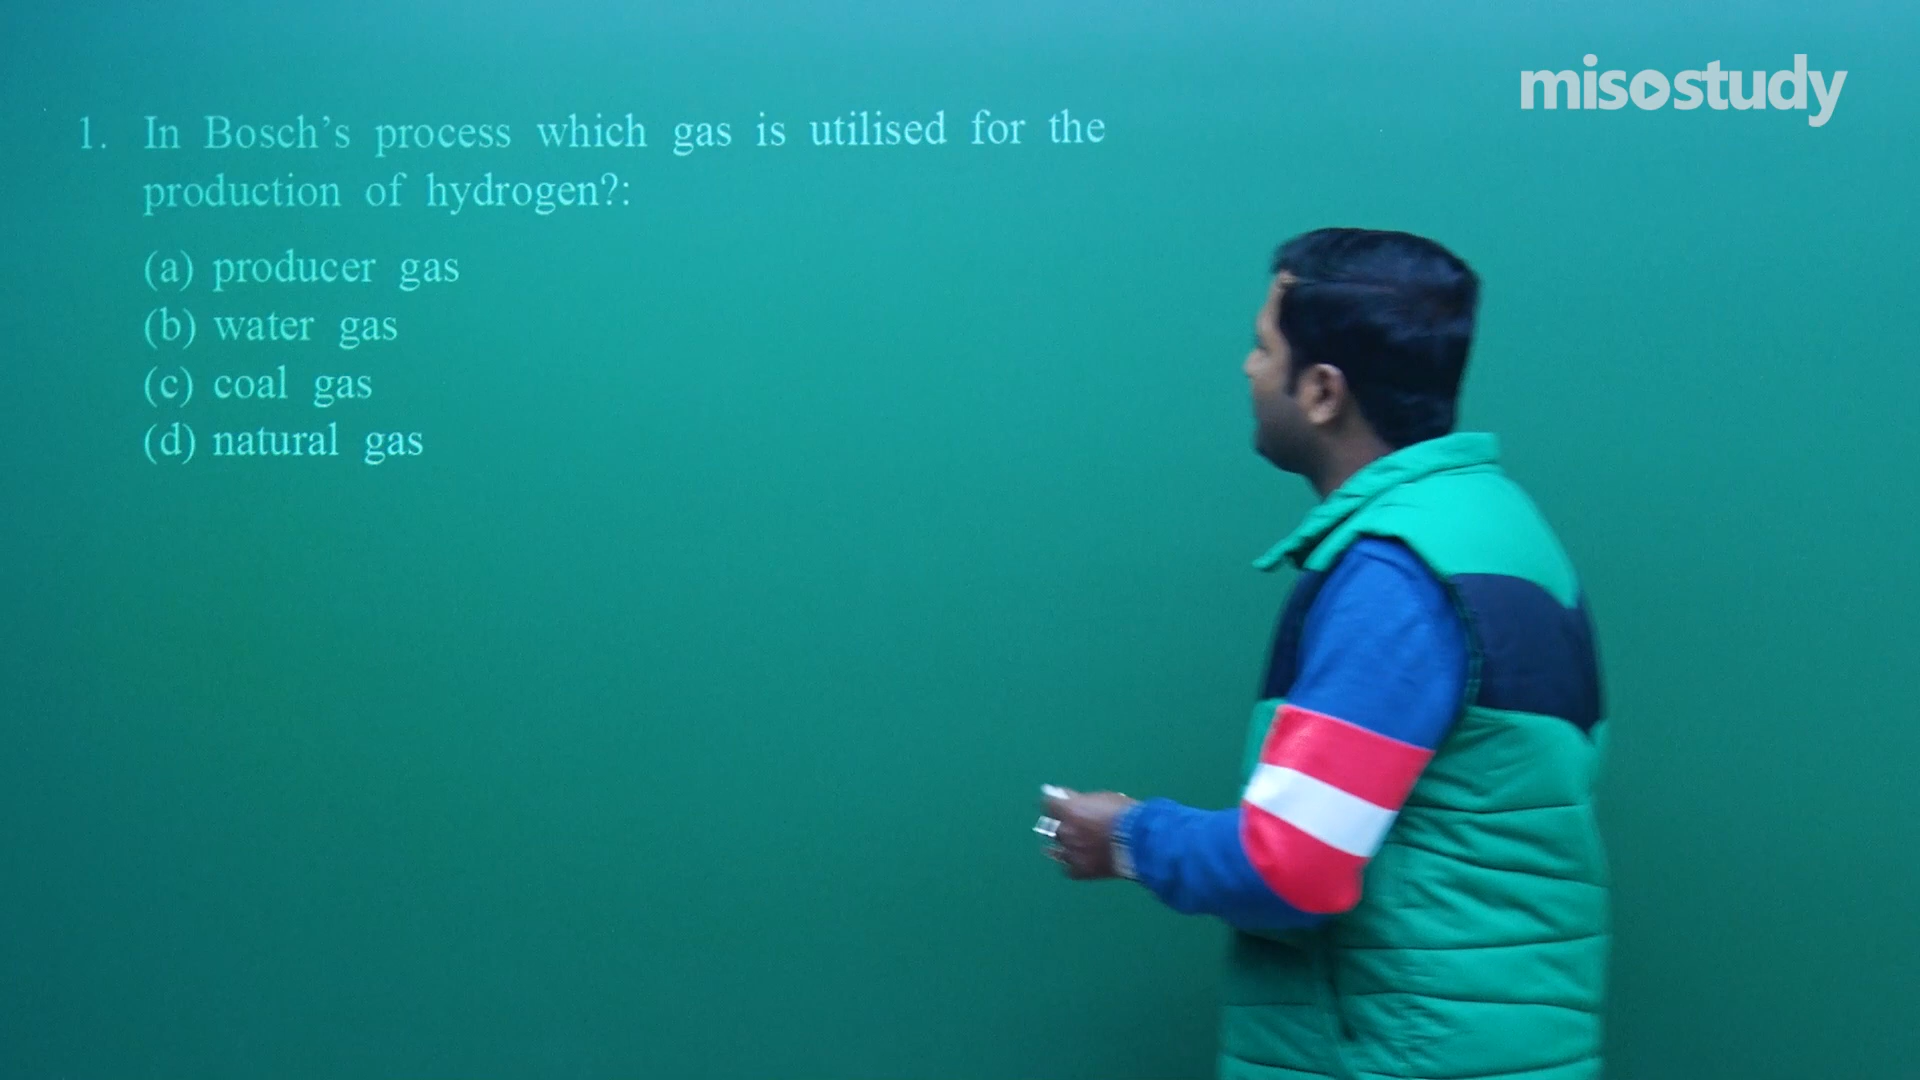 misostudy
1. In Bosch's process which gas is utilised for the
production of hydrogen?:
(a) producer gas
(b) water gas
(c) coal gas
(d) natural gas